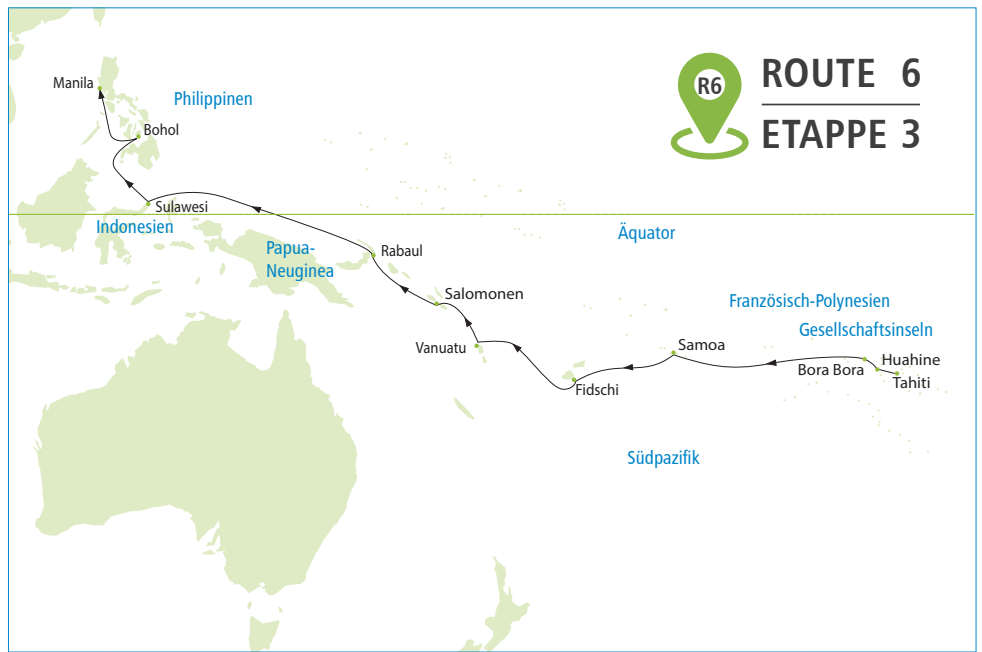 R6
ROUTE 6
ETAPPE 3
Manila
Philippinen
Bohol
Sulawesi
Indonesien
Äquator
Papua-
Neuginea
Rabaul
Salomonen
Französisch-Polynesien
Gesellschaftsinseln
Vanuatu
Samoa
Huahine
Bora Bora
Tahiti
Fidschi
Südpazifik